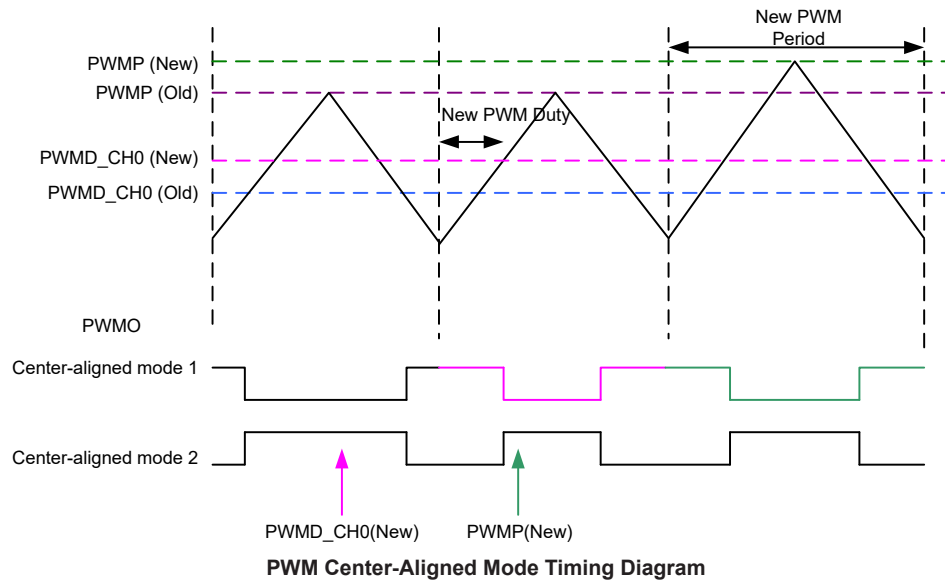 New PWM
Period
PWMP (New)
PWMP (Old)
New PWM Duty
PWMD_CH0 (New)
PWMD_CH0 (Old)
PWMO
Center-aligned mode 1
Center-aligned mode 2
PWMD_CH0(New)
PWMP(New)
PWM Center-Aligned Mode Timing Diagram